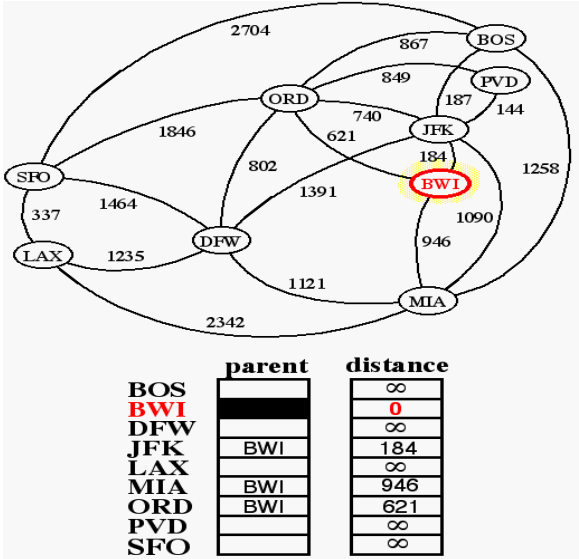 2704
BOS
867
849
PVD
ORD
187
144
740
JFK
1846
621
184
1258
SFO
802
BWI
1391
337
1464
1090
DFW
946
LAX
1235
1121
MIA
2342
parent distance
BOS ∞
BWI 0
DFW ∞
JFK BWI 184
LAX ∞
MIA BWI 946
ORD BWI 621
PVD ∞
SFO ∞